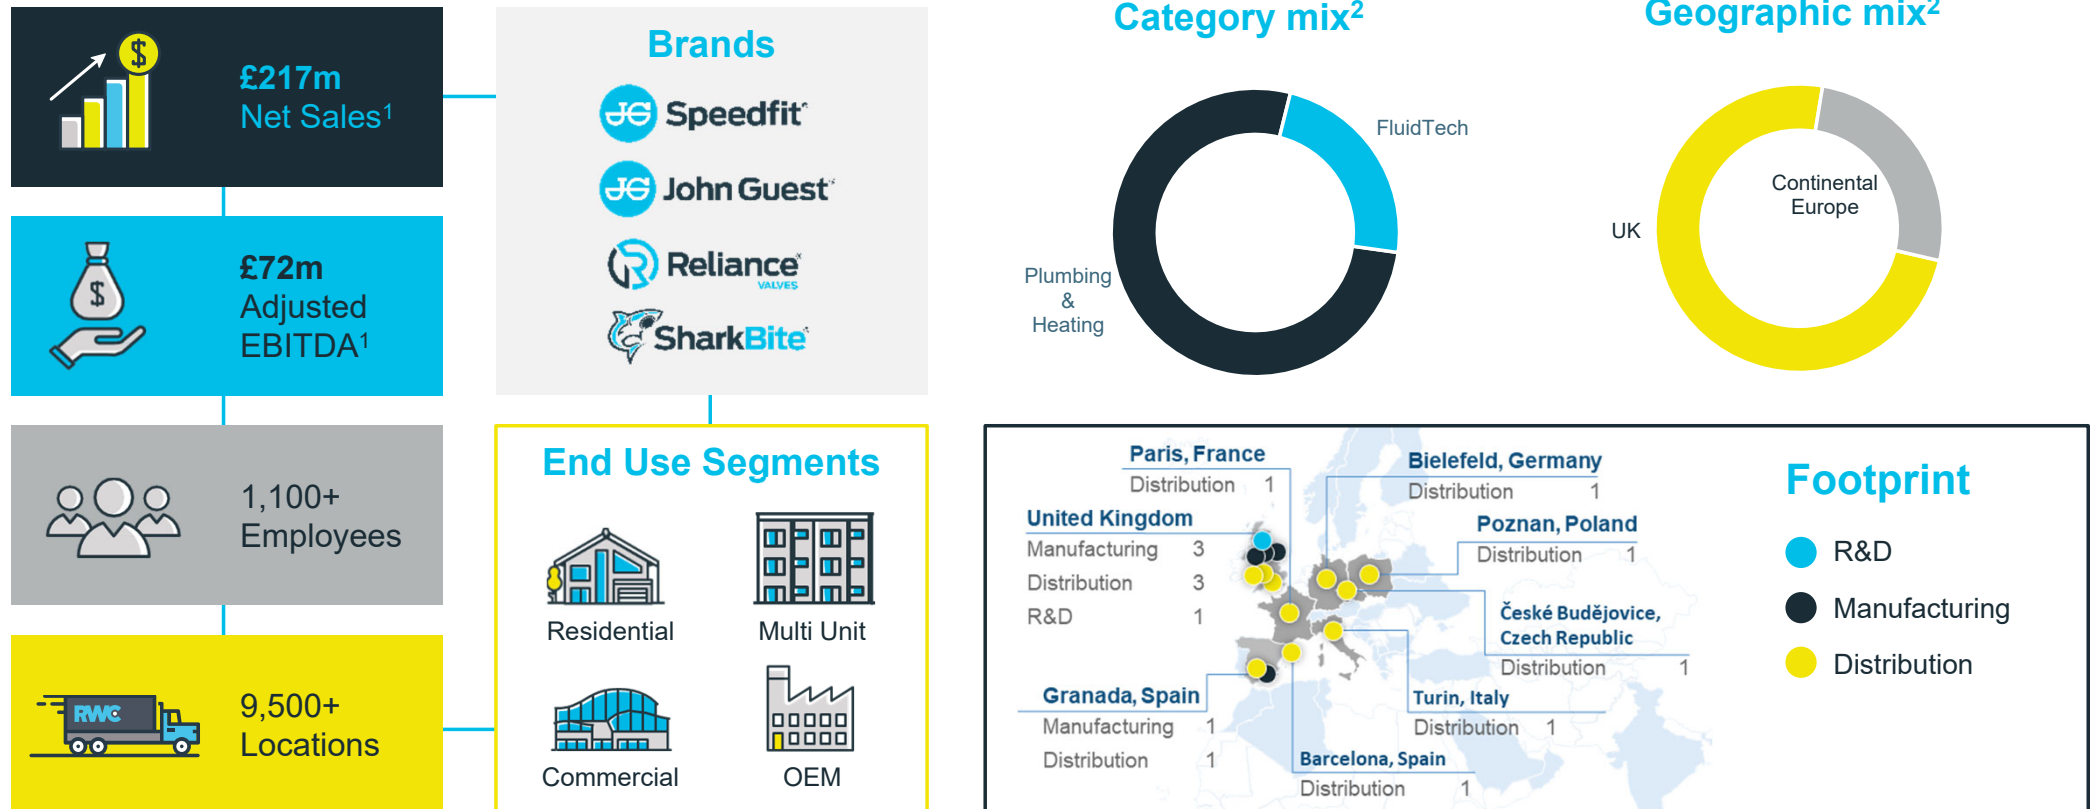 £217m
Net Sales1
£72m
Adjusted
EBITDA1
1,100+
Employees
RWC
9,500+
Locations
Brands
JG Speedfit
JG John Guest
Reliance
VALVES
SharkBite
End Use Segments
Residential
Multi Unit
Commercial
OEM
Category mix2
FluidTech
Plumbing
&
Heating
Geographic mix2
Continental
Europe
UK
Paris, France
Distribution 1
Bielefeld, Germany
Distribution 1
United Kingdom
Manufacturing 3
Distribution 3
R&D 1
Poznan, Poland
Distribution 1
České Budějovice,
Czech Republic
Distribution 1
Granada, Spain
Manufacturing 1
Distribution 1
Turin, Italy
Distribution 1
Barcelona, Spain
Distribution 1
Footprint
R&D
Manufacturing
Distribution